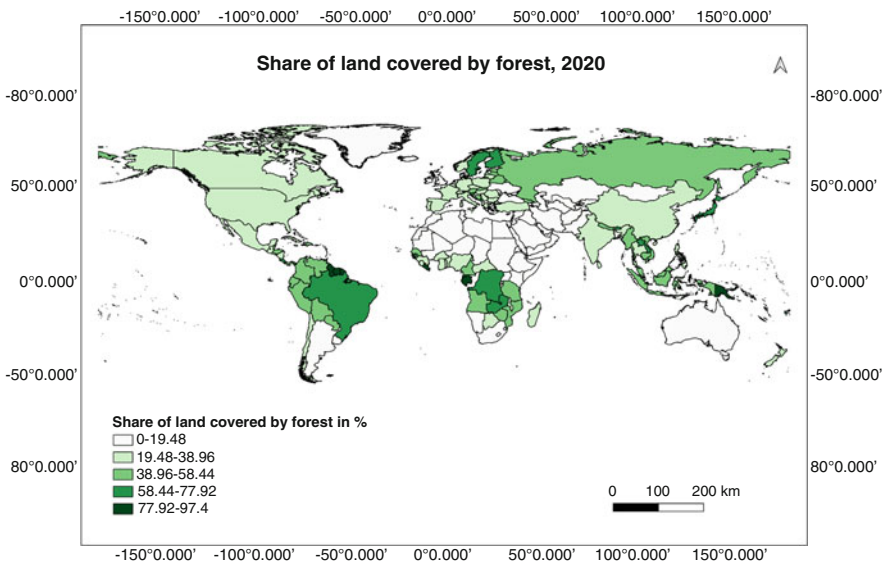 -150°0.000' -100°0.000' -50°0.000' 0°0.000' 50°0.000' 100°0.000' 150°0.000'
Share of land covered by forest, 2020
-80°0.000' -80°0.000'
50°0.000' 50°0.000'
0°0.000' 0°0.000'
-50°0.000' -50°0.000'
80°0.000' 80°0.000'
Share of land covered by forest in %
0-19.48
19.48-38.96
38.96-58.44
58.44-77.92
77.92-97.4
0 100 200 km
-150°0.000' -100°0.000' -50°0.000' 0°0.000' 50°0.000' 100°0.000' 150°0.000'